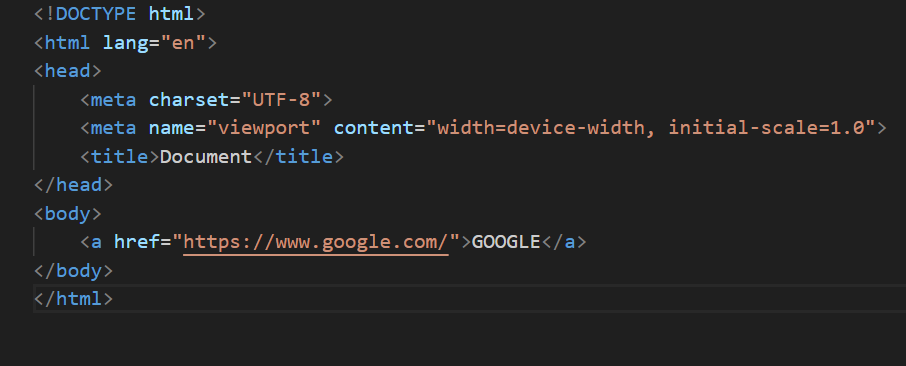 <!DOCTYPE html>
<html lang="en">
<head>
    <meta charset="UTF-8">
    <meta name="viewport" content="width=device-width, initial-scale=1.0">
    <title>Document</title>
</head>
<body>
    <a href="https://www.google.com/">GOOGLE</a>
</body>
</html>